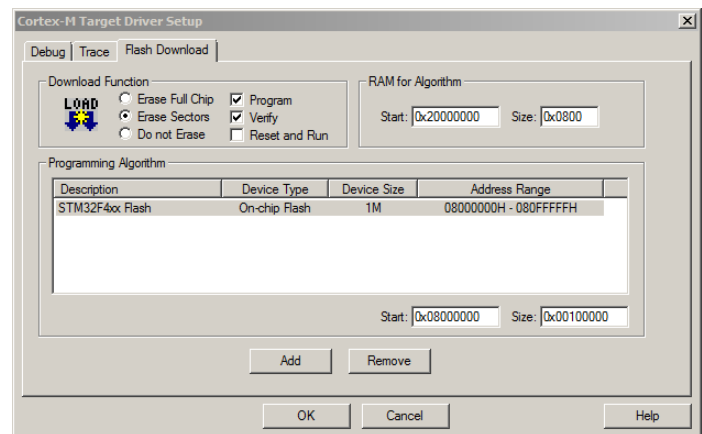 Cortex-M Target Driver Setup
Debug Trace Flash Download
Download Function
LOAD
Erase Full Chip Program
Erase Sectors Verify
Do not Erase Reset and Run
RAM for Algorithm
Start: 0x20000000 Size: 0x0800
Programming Algorithm
Description Device Type Device Size Address Range
STM32F4xx Flash On-chip Flash 1M 08000000H - 080FFFFFH
Start: 0x08000000 Size: 0x00100000
Add Remove
OK Cancel Help